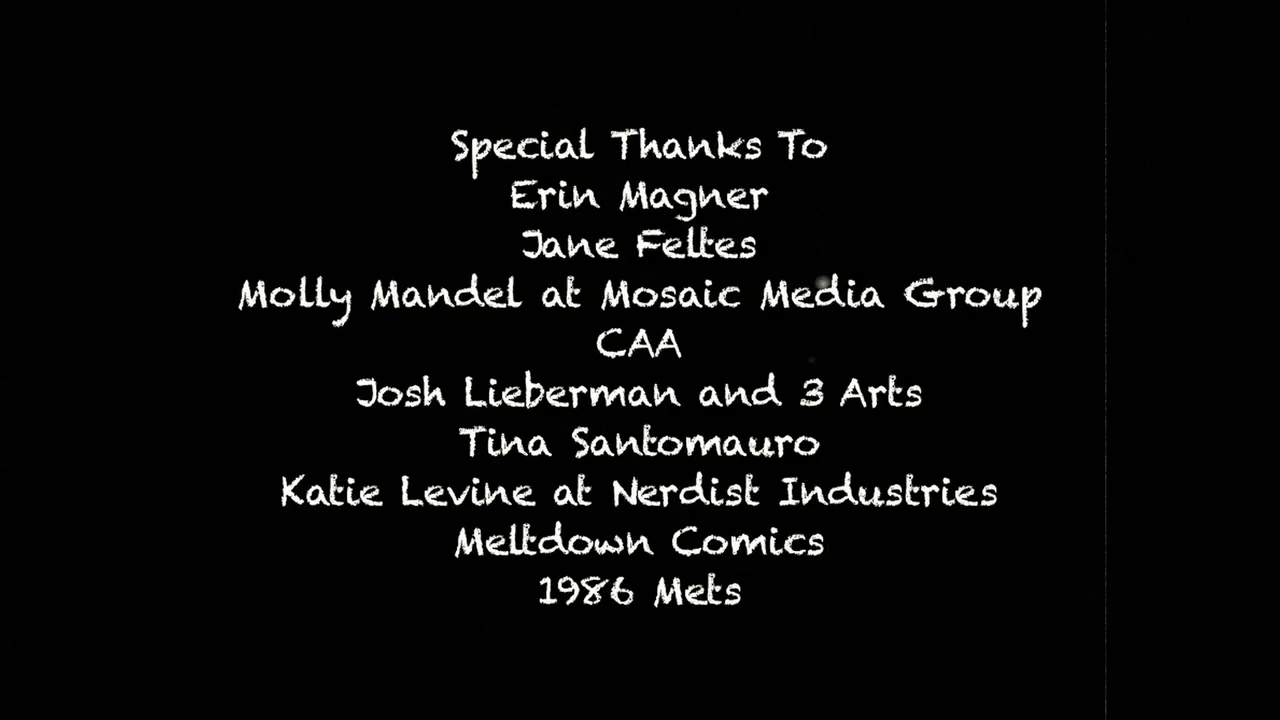 Special Thanks To
Erin Magner
Jane Feltes
Molly Mandel at Mosaic Media Group
CAA
Josh Lieberman and 3 Arts
Tina Santomauro
Katie Levine at Nerdist Industries
Meltdown Comics
1986 Mets